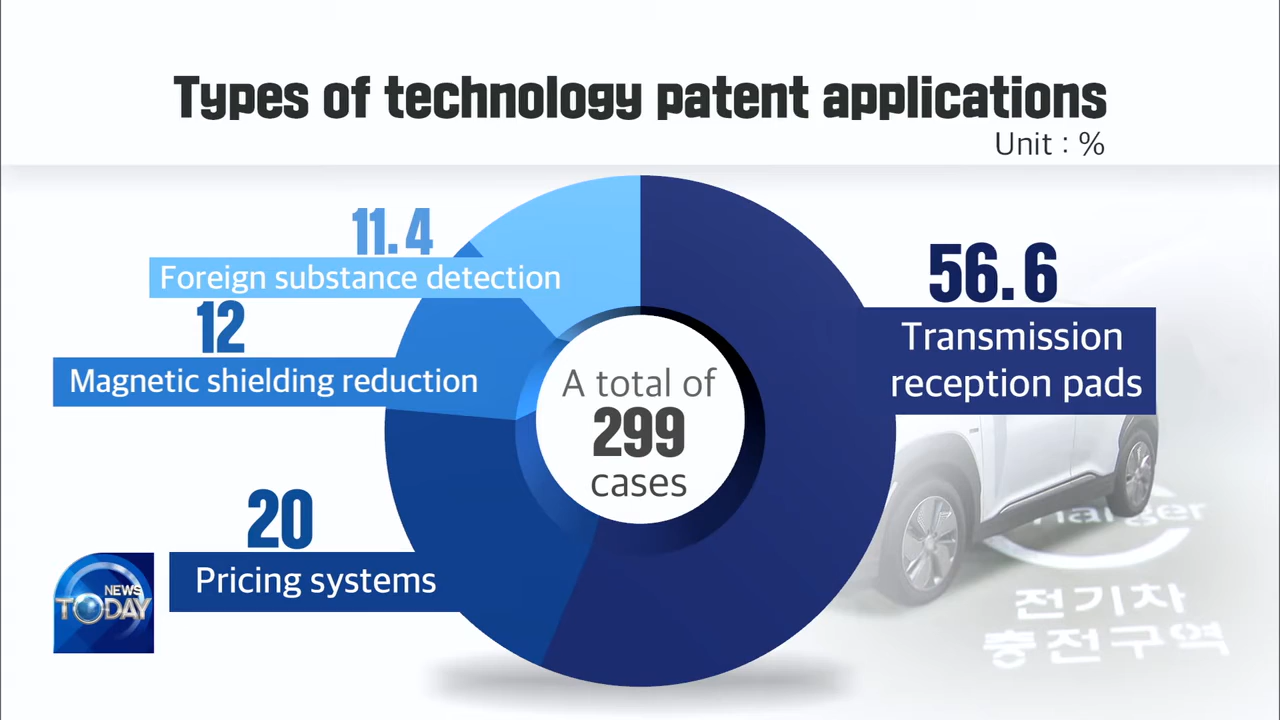 Types of technology patent applications
Unit : %
11.4
Foreign substance detection
12
Magnetic shielding reduction
20
Pricing systems
A total of
299
cases
56.6
Transmission
reception pads
NEWS
TODAY
harger
전기차
충전구역